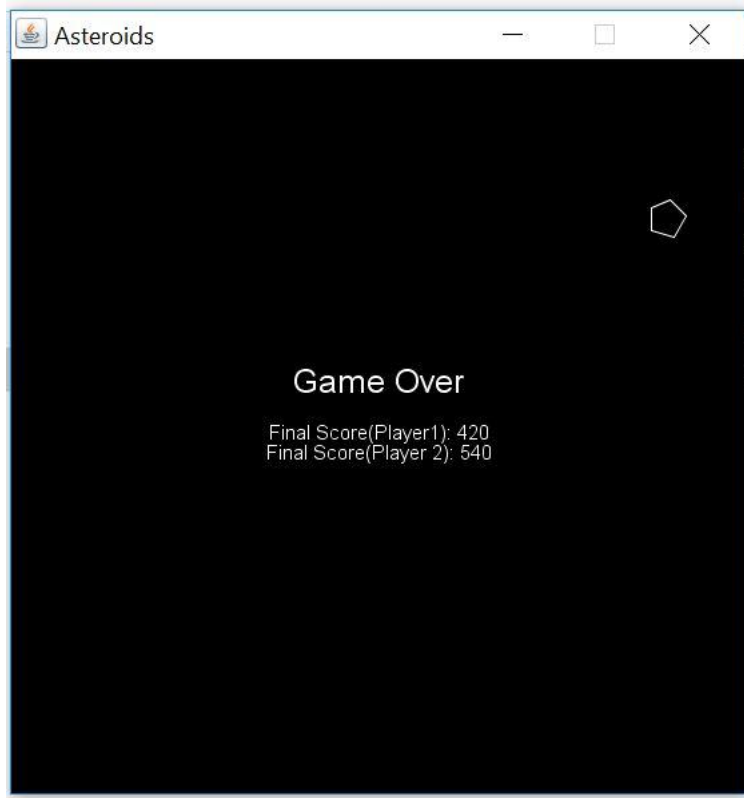 Asteroids
Game Over
Final Score(Player1): 420
Final Score(Player 2): 540